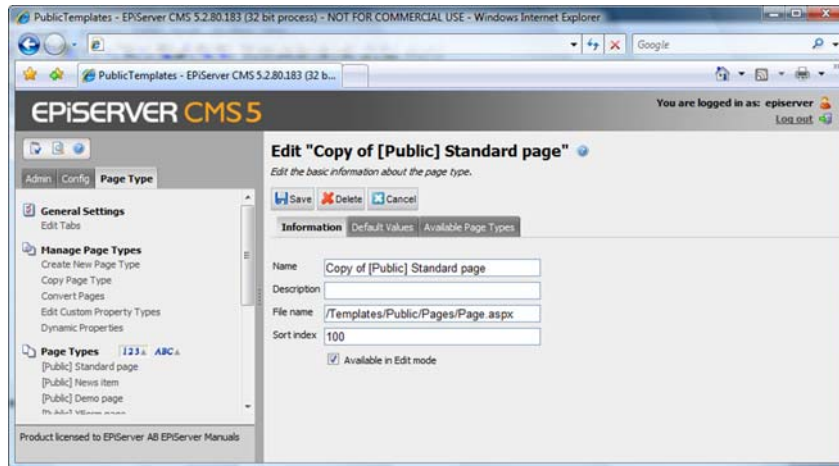 PublicTemplates - EPiServer CMS 5.2.80.183 (32 bit process) - NOT FOR COMMERCIAL USE - Windows Internet Explorer
Google
PublicTemplates - EPiServer CMS 5.2.80.183 (32 b...
EPiSERVER CMS 5
You are logged in as: episerver
Log out
Admin Config Page Type
General Settings
Edit Tabs
Manage Page Types
Create New Page Type
Copy Page Type
Convert Pages
Edit Custom Property Types
Dynamic Properties
Page Types 123 ABC
[Public] Standard page
[Public] News item
[Public] Demo page
Product licensed to EPiServer AB EPiServer Manuals
Edit "Copy of [Public] Standard page"
Edit the basic information about the page type.
Save Delete Cancel
Information Default Values Available Page Types
Name Copy of [Public] Standard page
Description
File name /Templates/Public/Pages/Page.aspx
Sort index 100
Available in Edit mode